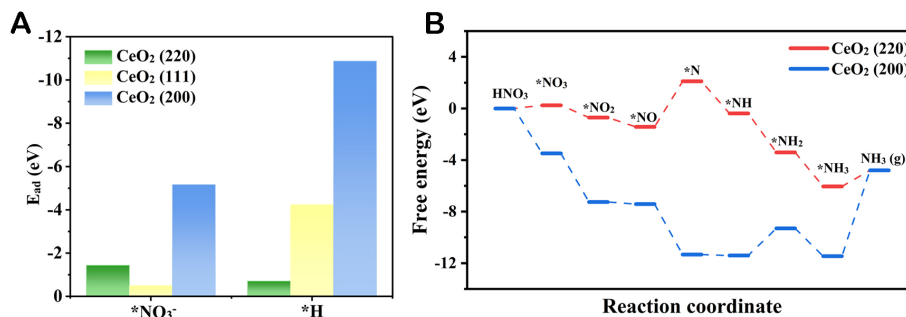 A
-12
-10
-8
-6
-4
-2
0
E_ad (eV)
CeO₂ (220)
CeO₂ (111)
CeO₂ (200)
*NO₃⁻
*H
B
4
0
-4
-8
-12
Free energy (eV)
CeO₂ (220)
CeO₂ (200)
HNO₃
*NO₃
*NO₂
*NO
*N
*NH
*NH₂
*NH₃
NH₃ (g)
Reaction coordinate